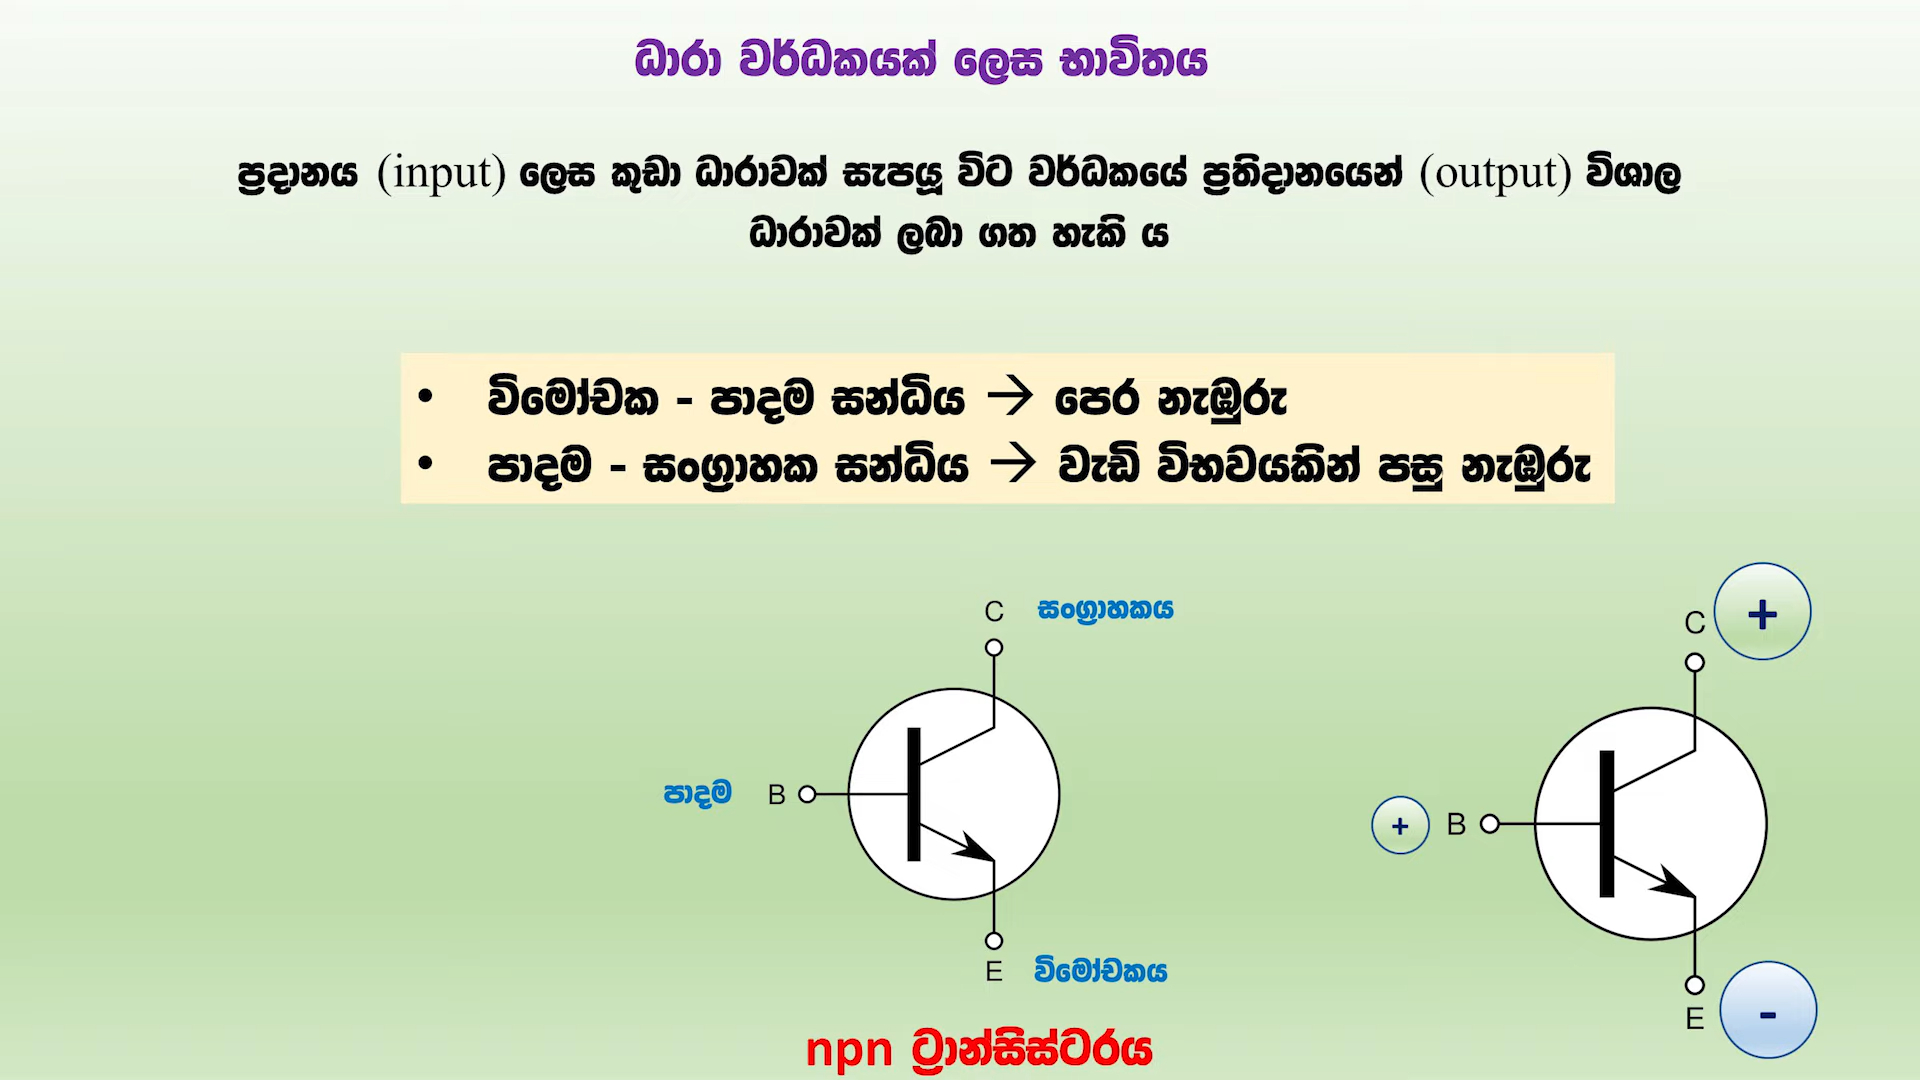 ධාරා වර්ධකයක් ලෙස භාවිතය
ප්‍රදානය (input) ලෙස කුඩා ධාරාවක් සැපයූ විට වර්ධකයේ ප්‍රතිදානයෙන් (output) විශාල
ධාරාවක් ලබා ගත හැකි ය
• විමෝචක - පාදම සන්ධිය → පෙර නැඹුරු
• පාදම - සංග්‍රාහක සන්ධිය → වැඩි විභවයකින් පසු නැඹුරු
C සංග්‍රාහකය
පාදම B
E විමෝචකය
npn ට්‍රාන්සිස්ටරය
C +
+ B
E -